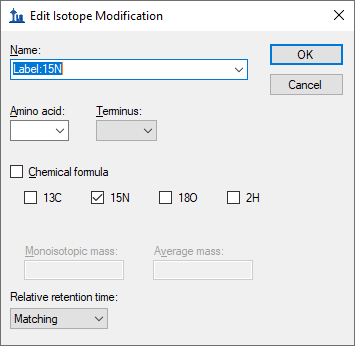 Edit Isotope Modification
Name:
OK
Label:15N
Cancel
Amino acid:
Terminus:
Chemical formula
13C
15N
18O
2H
Monoisotopic mass:
Average mass:
Relative retention time:
Matching